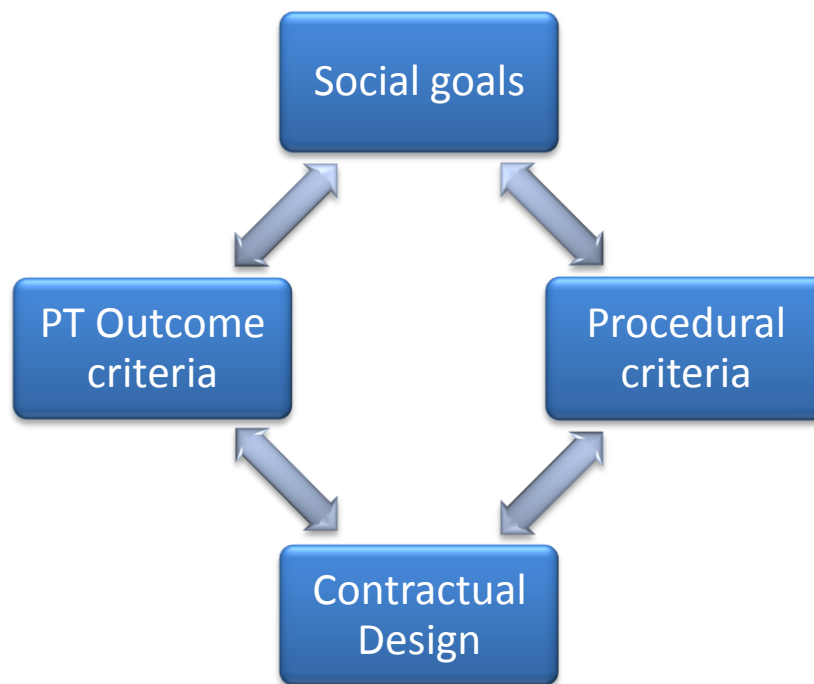 Social goals
PT Outcome
criteria
Procedural
criteria
Contractual
Design